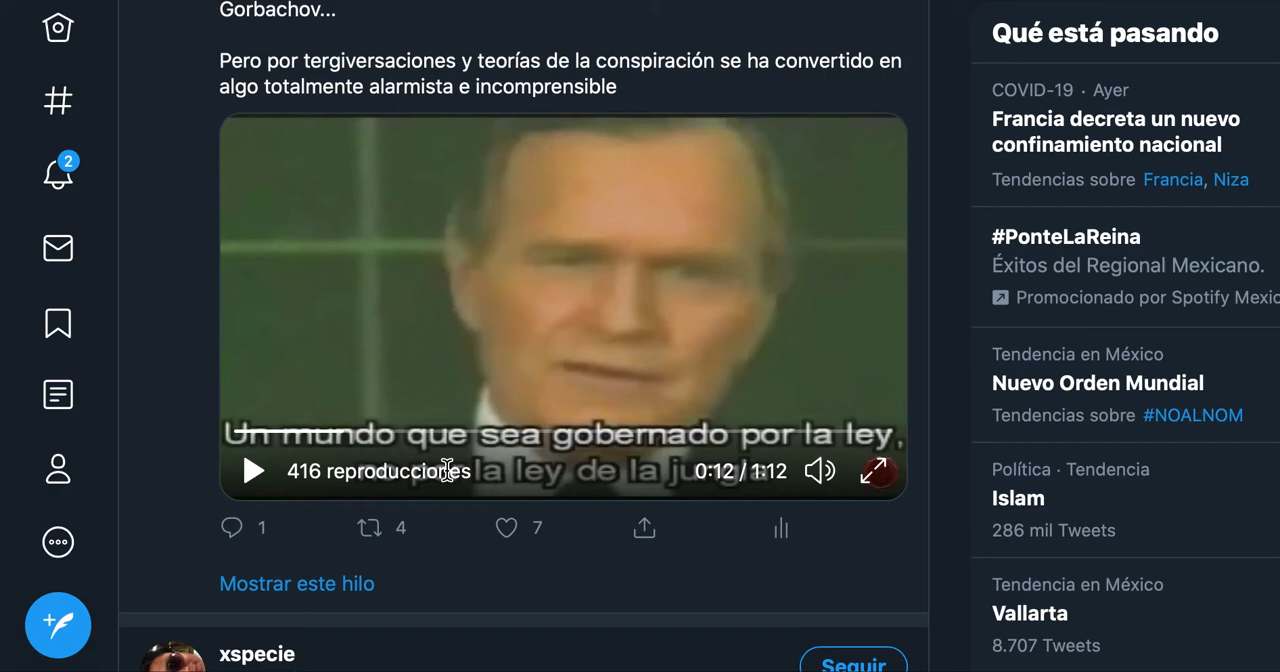 Gorbachov...
Pero por tergiversaciones y teorías de la conspiración se ha convertido en
algo totalmente alarmista e incomprensible
Un mundo que sea gobernado por la ley,
no por la ley de la jungla
416 reproducciones
0:12 / 1:12
1
4
7
Mostrar este hilo
xspecie
Seguir
2
Qué está pasando
COVID-19 · Ayer
Francia decreta un nuevo
confinamiento nacional
Tendencias sobre Francia, Niza
#PonteLaReina
Éxitos del Regional Mexicano.
Promocionado por Spotify Mexic
Tendencia en México
Nuevo Orden Mundial
Tendencias sobre #NOALNOM
Política · Tendencia
Islam
286 mil Tweets
Tendencia en México
Vallarta
8.707 Tweets